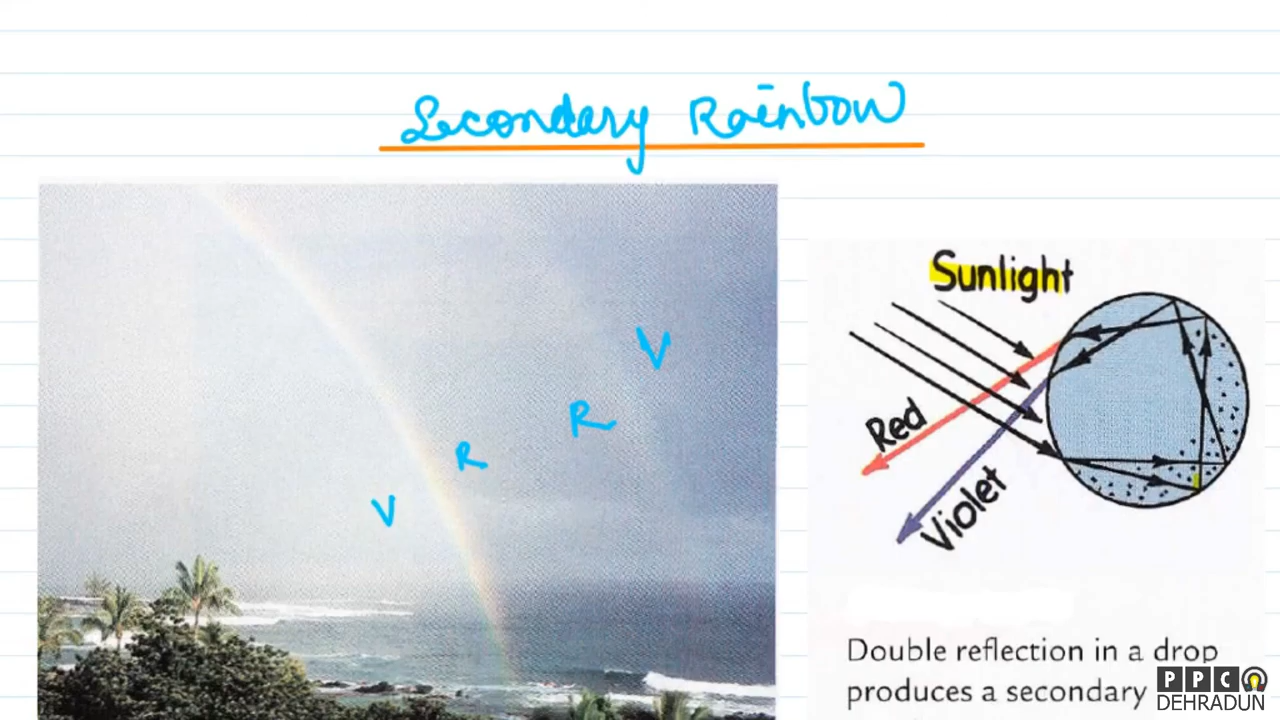 Secondary Rainbow
Sunlight
V
R
R
V
Red
Violet
Double reflection in a drop
produces a secondary
PPC
DEHRADUN